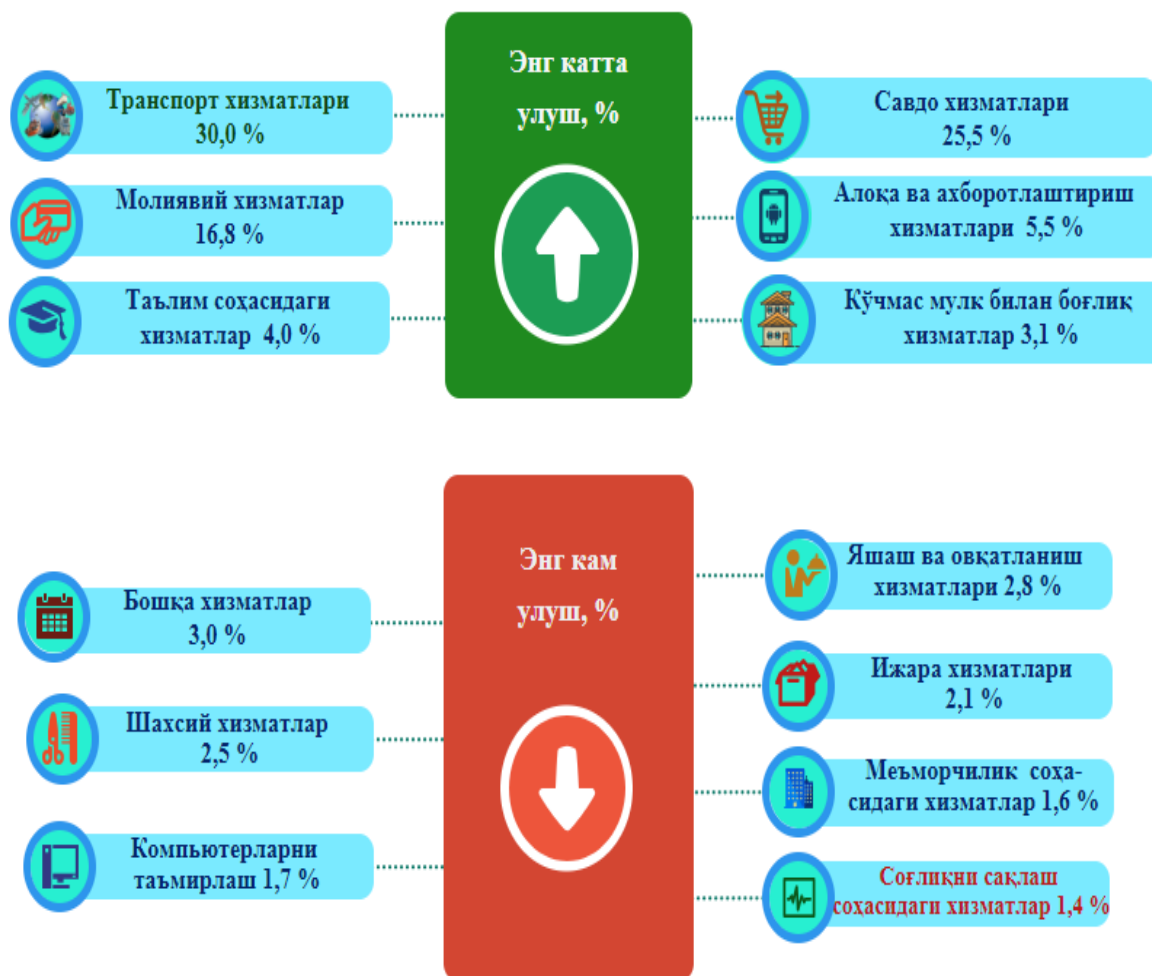 Энг катта
улуш, %
Транспорт хизматлари
30,0 %
Савдо хизматлари
25,5 %
Молиявий хизматлар
16,8 %
Алоқа ва ахборотлаштириш
хизматлари 5,5 %
Таълим соҳасидаги
хизматлар 4,0 %
Кўчмас мулк билан боғлиқ
хизматлар 3,1 %
Энг кам
улуш, %
Яшаш ва овқатланиш
хизматлари 2,8 %
Бошқа хизматлар
3,0 %
Ижара хизматлари
2,1 %
Шахсий хизматлар
2,5 %
Меъморчилик соҳа-
сидаги хизматлар 1,6 %
Компьютерларни
таъмирлаш 1,7 %
Соғлиқни сақлаш
соҳасидаги хизматлар 1,4 %